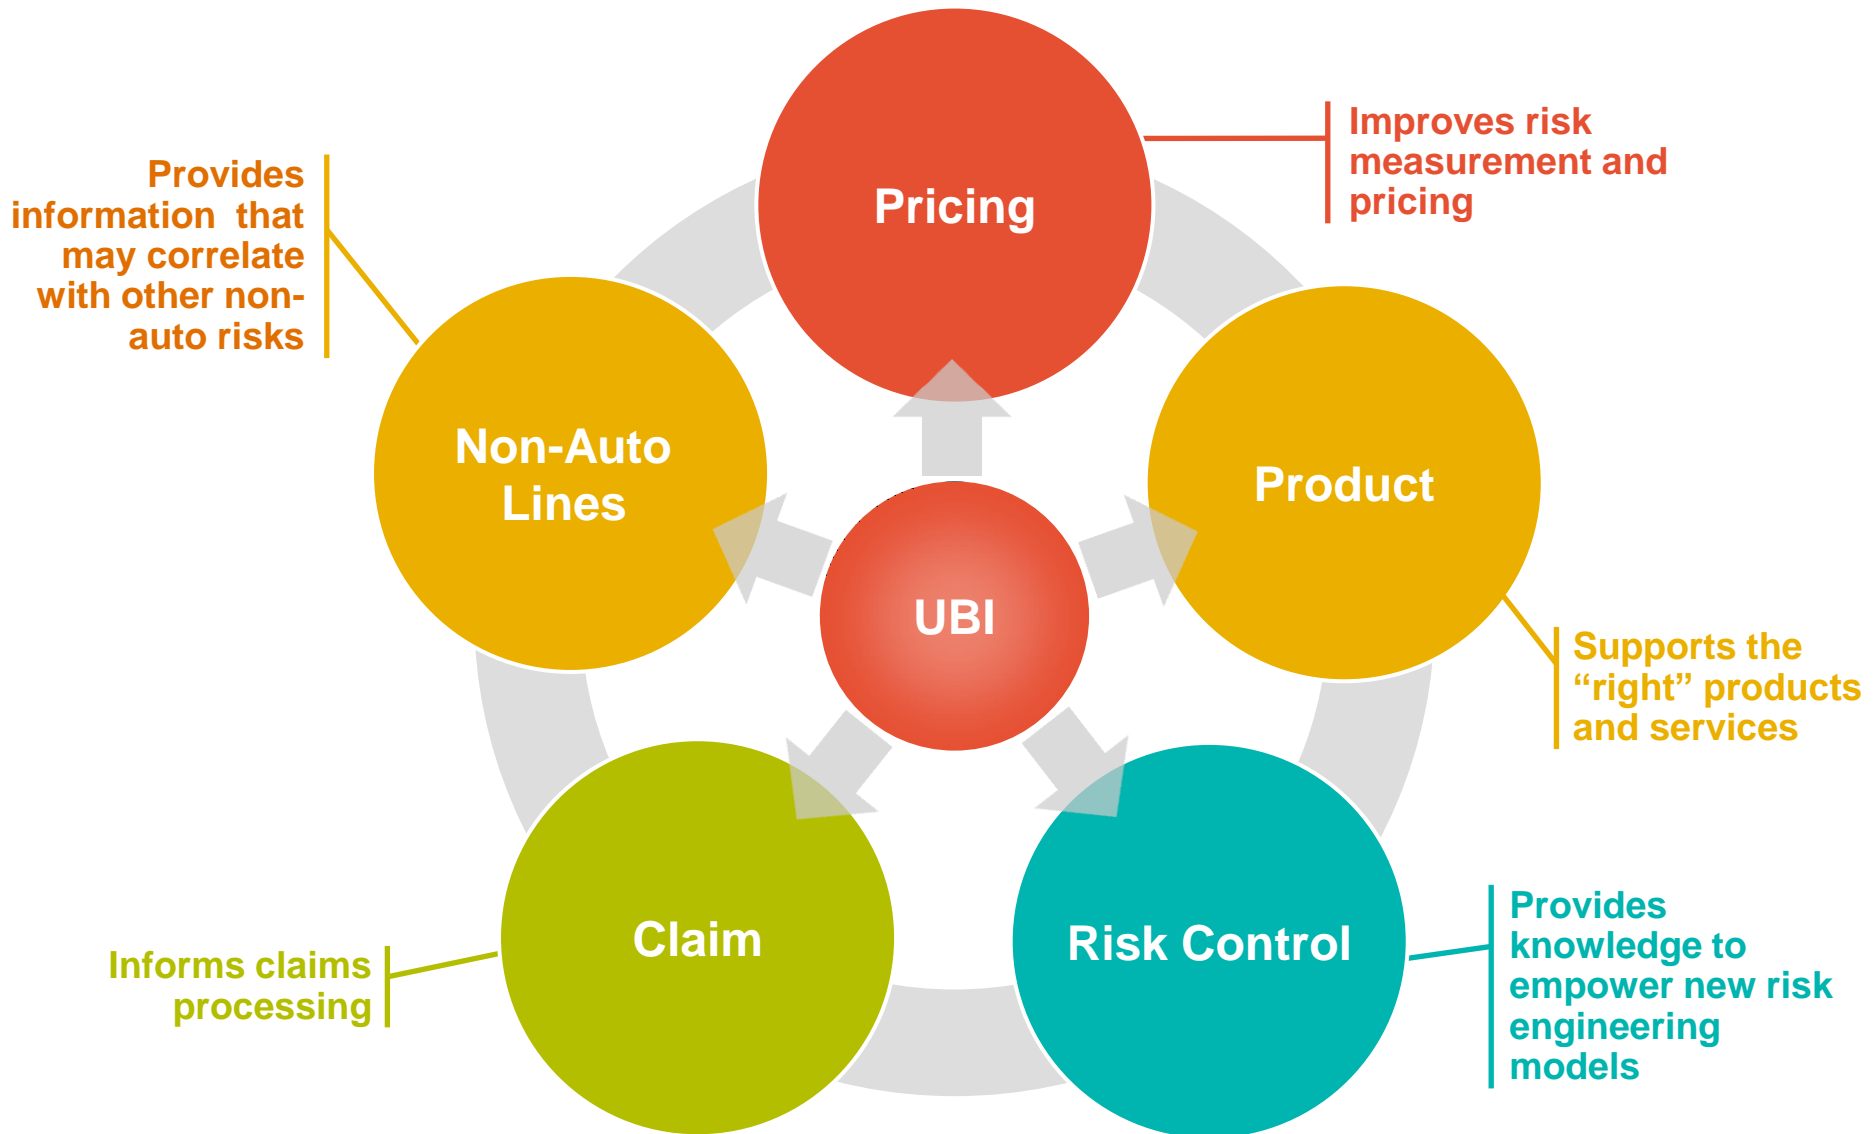 Pricing
Improves risk
measurement and
pricing
Provides
information  that
may correlate
with other non-
auto risks
Non-Auto
Lines
Product
UBI
Supports the
“right” products
and services
Claim
Risk Control
Informs claims
processing
Provides
knowledge to
empower new risk
engineering
models